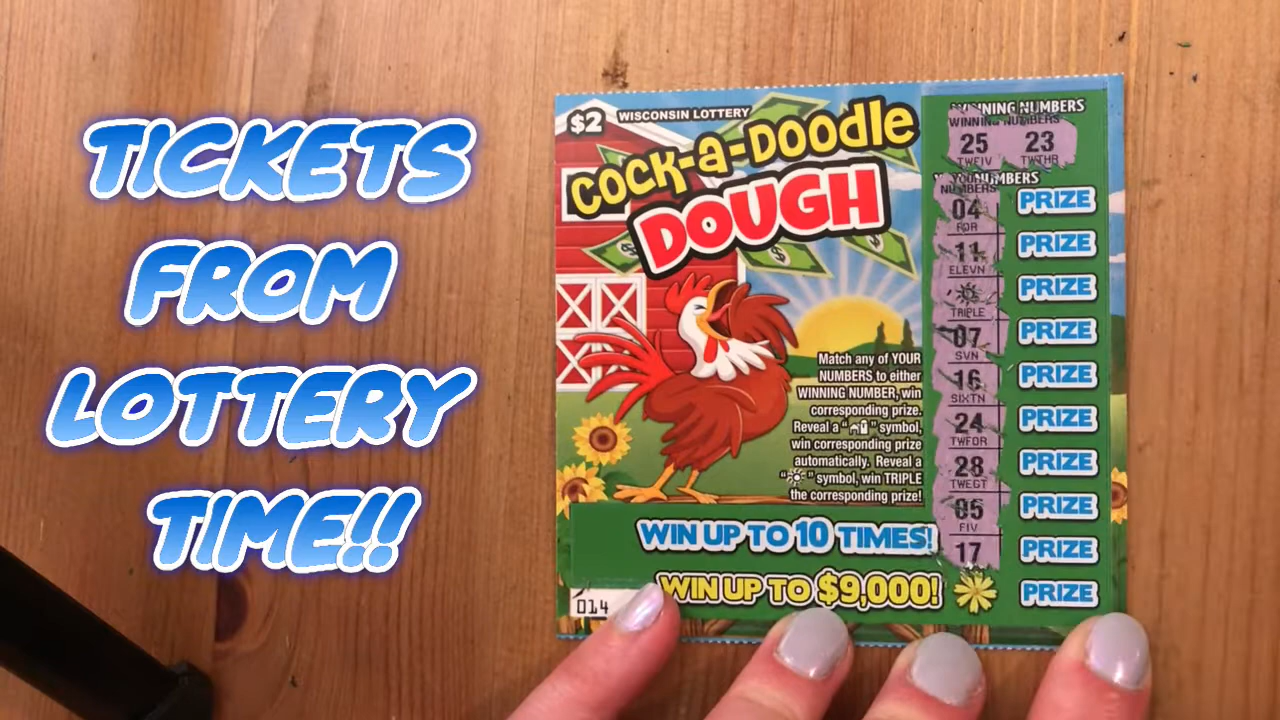 TICKETS
FROM
LOTTERY
TIME!!
$2 WISCONSIN LOTTERY
COCK-A-DOODLE
DOUGH
Match any of YOUR
NUMBERS to either
WINNING NUMBER, win
corresponding prize.
Reveal a " " symbol,
win corresponding prize
automatically. Reveal a
" " symbol, win TRIPLE
the corresponding prize!
WIN UP TO 10 TIMES!
WIN UP TO $9,000!
014
WINNING NUMBERS
WINNING NUMBERS
25 23
TWFIV TWTHR
NUMBERS
NUMBERS
04 PRIZE
FOR
11 PRIZE
ELEVN
TRIPLE PRIZE
07 PRIZE
SVN
16 PRIZE
SIXTN
24 PRIZE
TWFOR
28 PRIZE
TWEGT
05 PRIZE
FIV
17 PRIZE
PRIZE